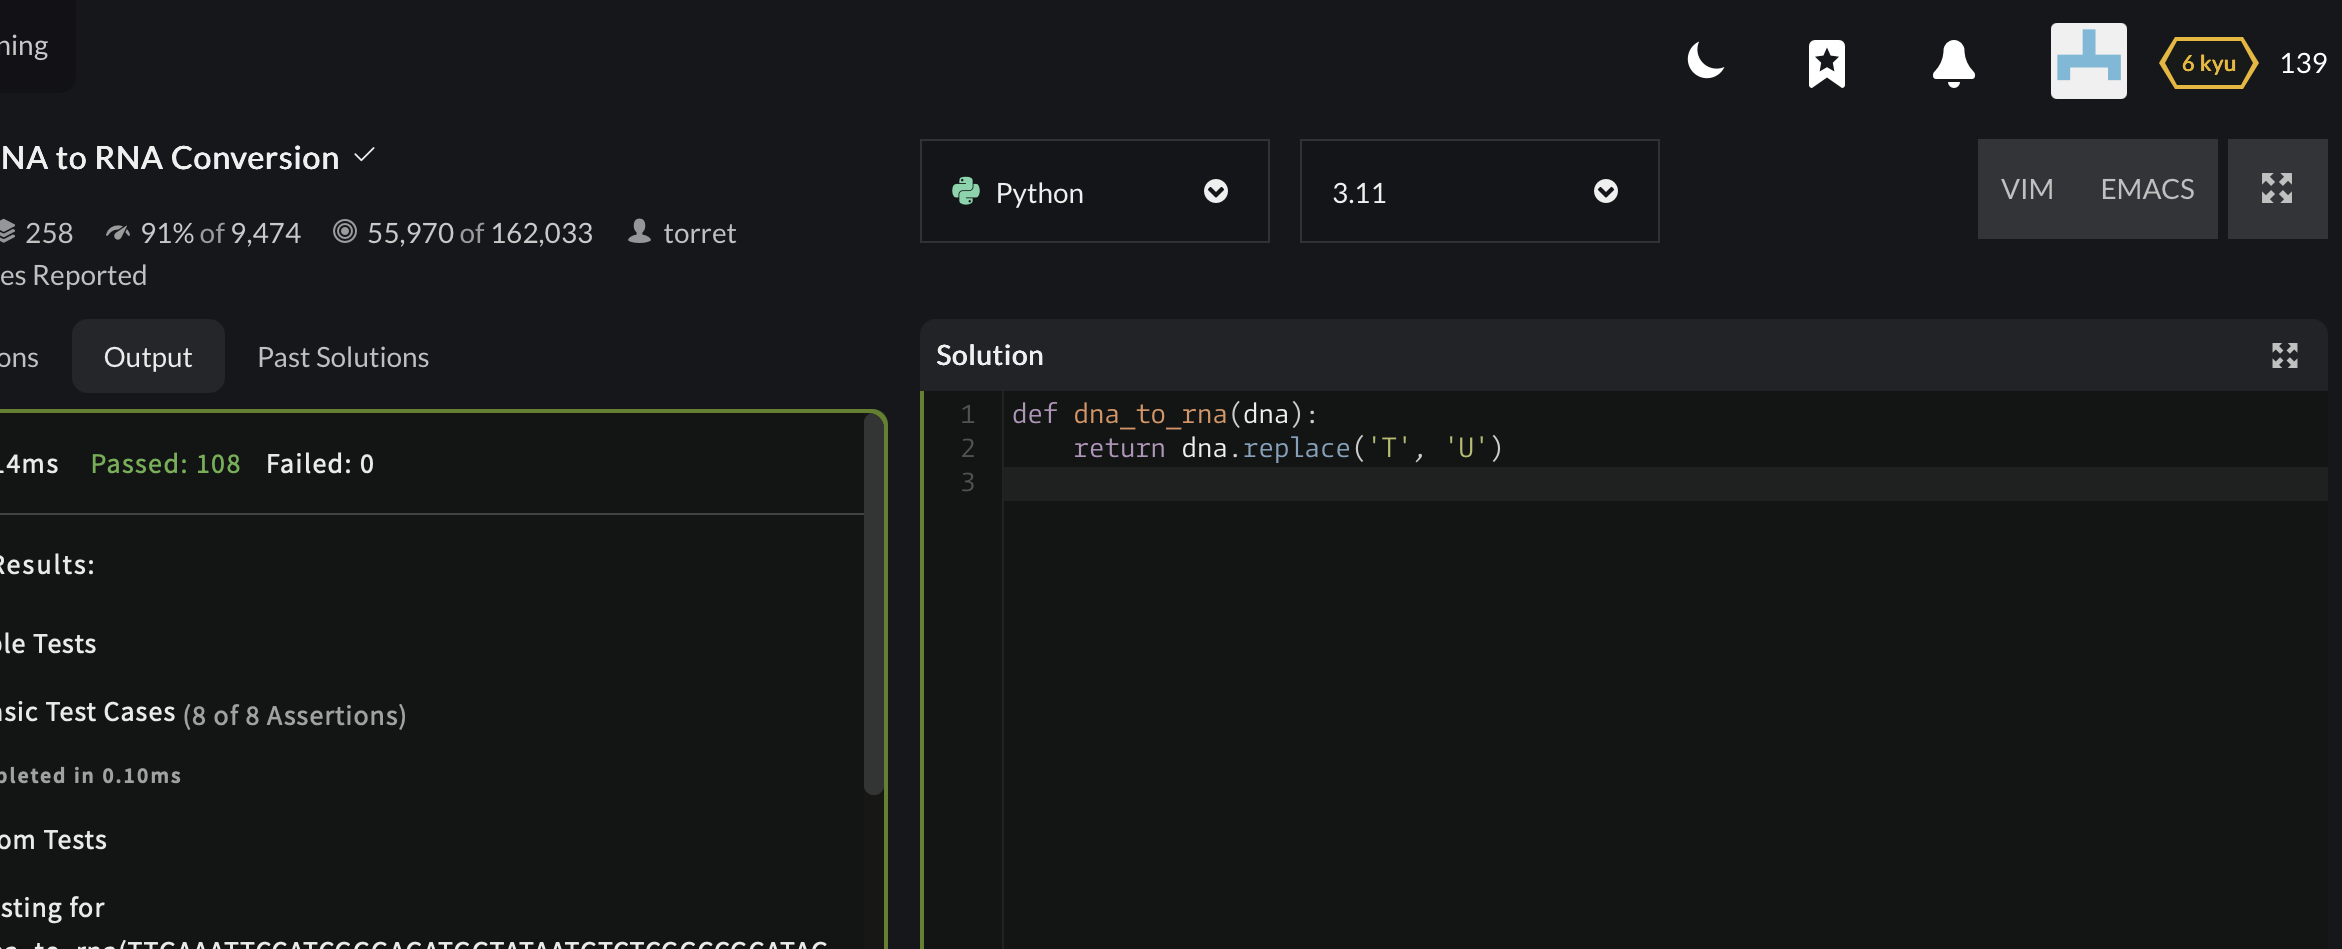 ning
6 kyu 139
NA to RNA Conversion
258 91% of 9,474 55,970 of 162,033 torret
es Reported
Python
3.11
VIM EMACS
ons Output Past Solutions
14ms Passed: 108 Failed: 0
Results:
ple Tests
asic Test Cases (8 of 8 Assertions)
pleted in 0.10ms
om Tests
sting for
Solution
1 def dna_to_rna(dna):
2 return dna.replace('T', 'U')
3